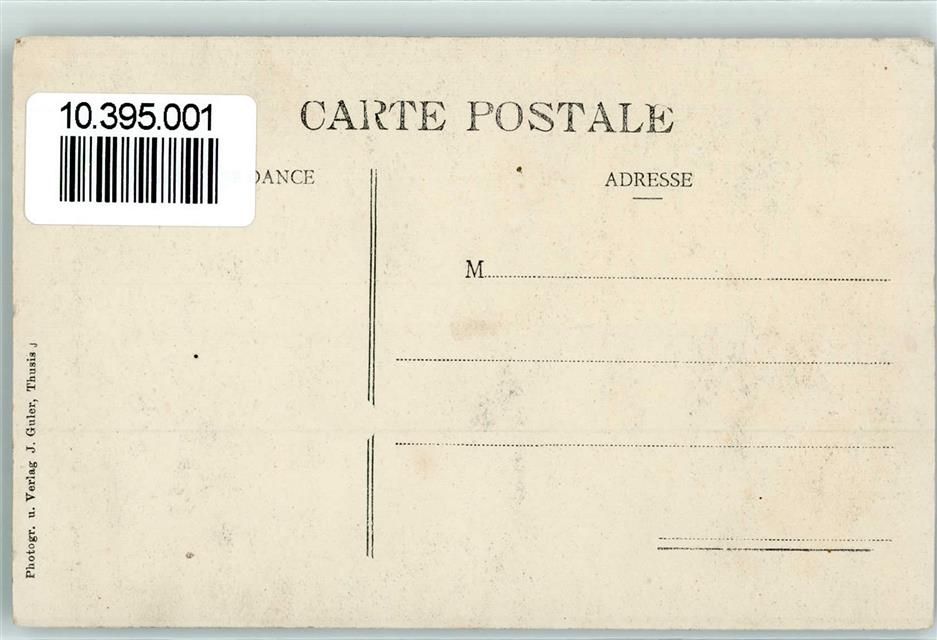 10.395.001
CARTE POSTALE
DANCE
ADRESSE
M
Photogr. u. Verlag J. Guler, Thusis